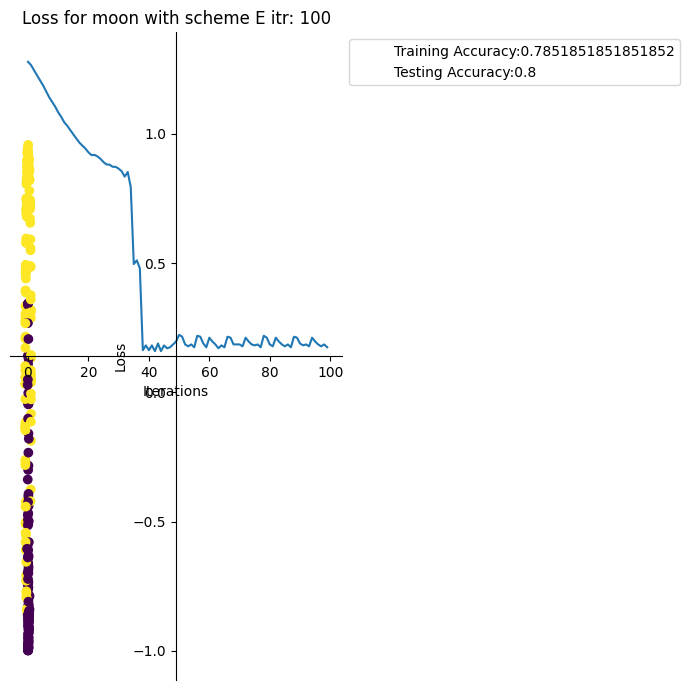 Loss for moon with scheme E itr: 100
Training Accuracy:0.7851851851851852
Testing Accuracy:0.8
1.0
0.5
Loss
0 20 40 60 80 100
Iterations
0.0
−0.5
−1.0